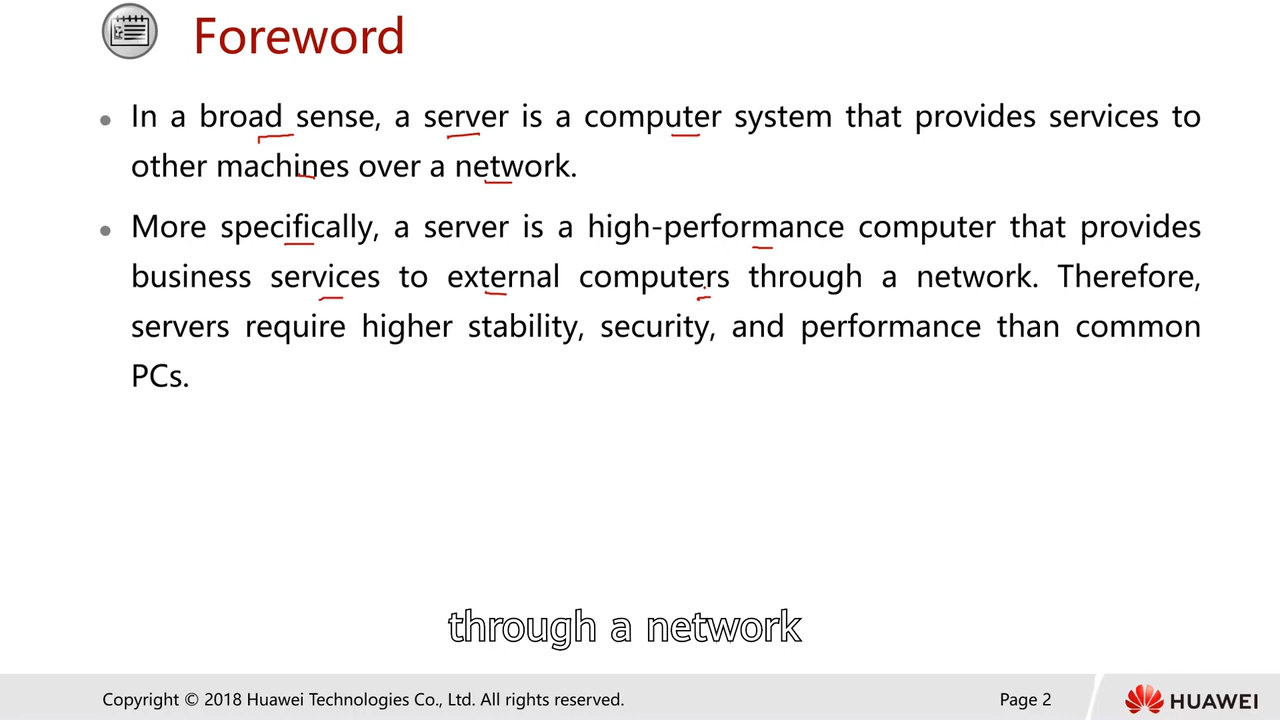 Foreword
In a broad sense, a server is a computer system that provides services to
other machines over a network.
More specifically, a server is a high-performance computer that provides
business services to external computers through a network. Therefore,
servers require higher stability, security, and performance than common
PCs.
through a network
Copyright © 2018 Huawei Technologies Co., Ltd. All rights reserved.
Page 2
HUAWEI